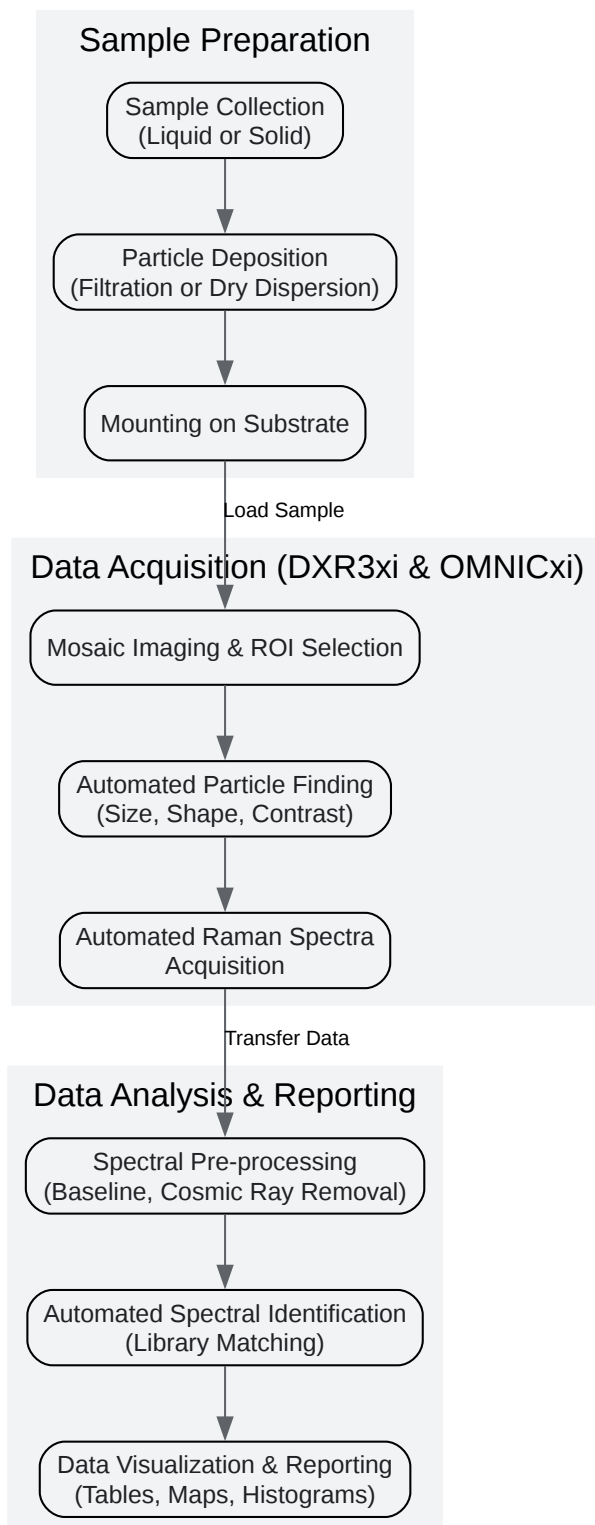 Sample Preparation
Sample Collection
(Liquid or Solid)
Particle Deposition
(Filtration or Dry Dispersion)
Mounting on Substrate
Load Sample
Data Acquisition (DXR3xi & OMNICxi)
Mosaic Imaging & ROI Selection
Automated Particle Finding
(Size, Shape, Contrast)
Automated Raman Spectra
Acquisition
Transfer Data
Data Analysis & Reporting
Spectral Pre-processing
(Baseline, Cosmic Ray Removal)
Automated Spectral Identification
(Library Matching)
Data Visualization & Reporting
(Tables, Maps, Histograms)